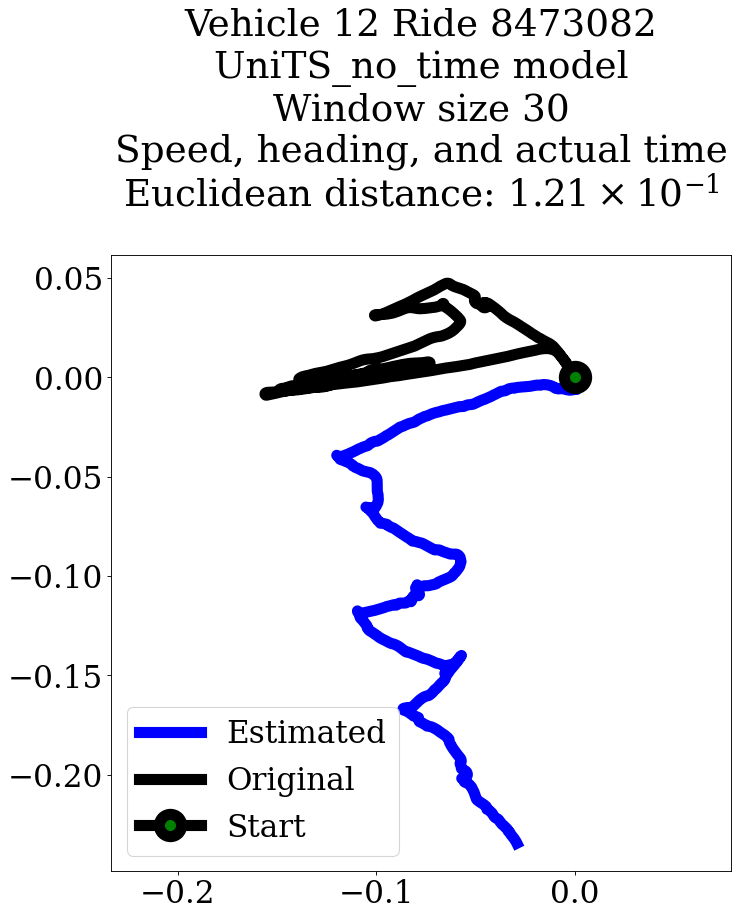 Vehicle 12 Ride 8473082
UniTS_no_time model
Window size 30
Speed, heading, and actual time
Euclidean distance: 1.21 × 10⁻¹
0.05
0.00
−0.05
−0.10
−0.15
−0.20
Estimated
Original
Start
−0.2
−0.1
0.0